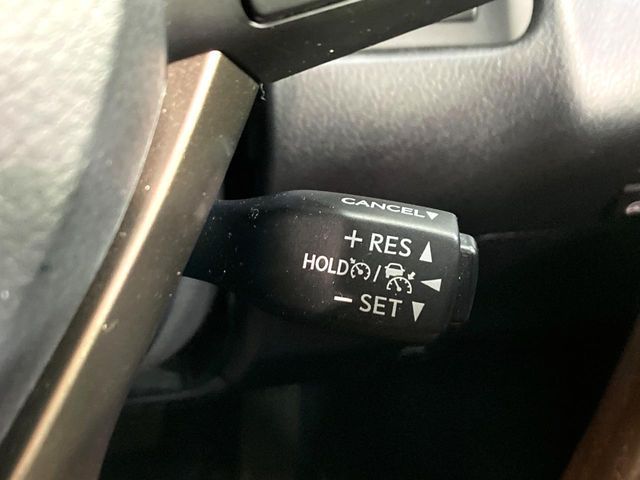 CANCEL▼
+ RES ▲
HOLD / ◀
− SET ▼